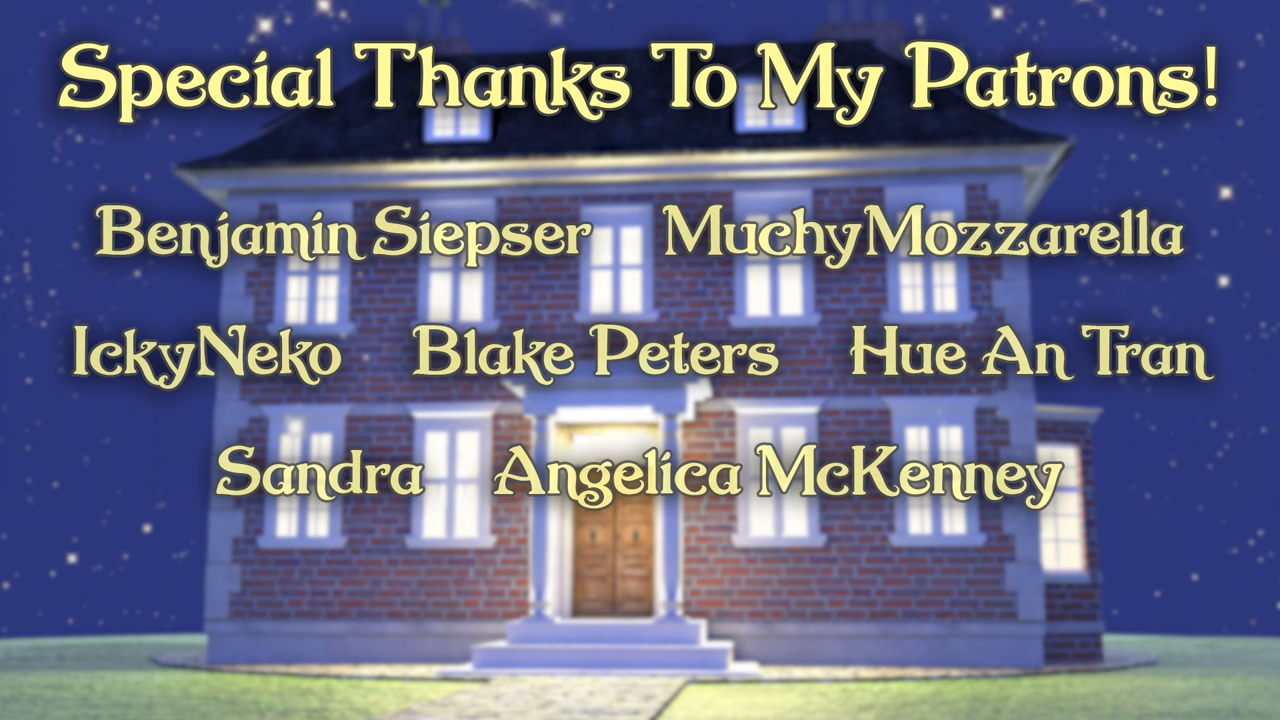 Special Thanks To My Patrons!
Benjamin Siepser MuchyMozzarella
IckyNeko Blake Peters Hue An Tran
Sandra Angelica McKenney